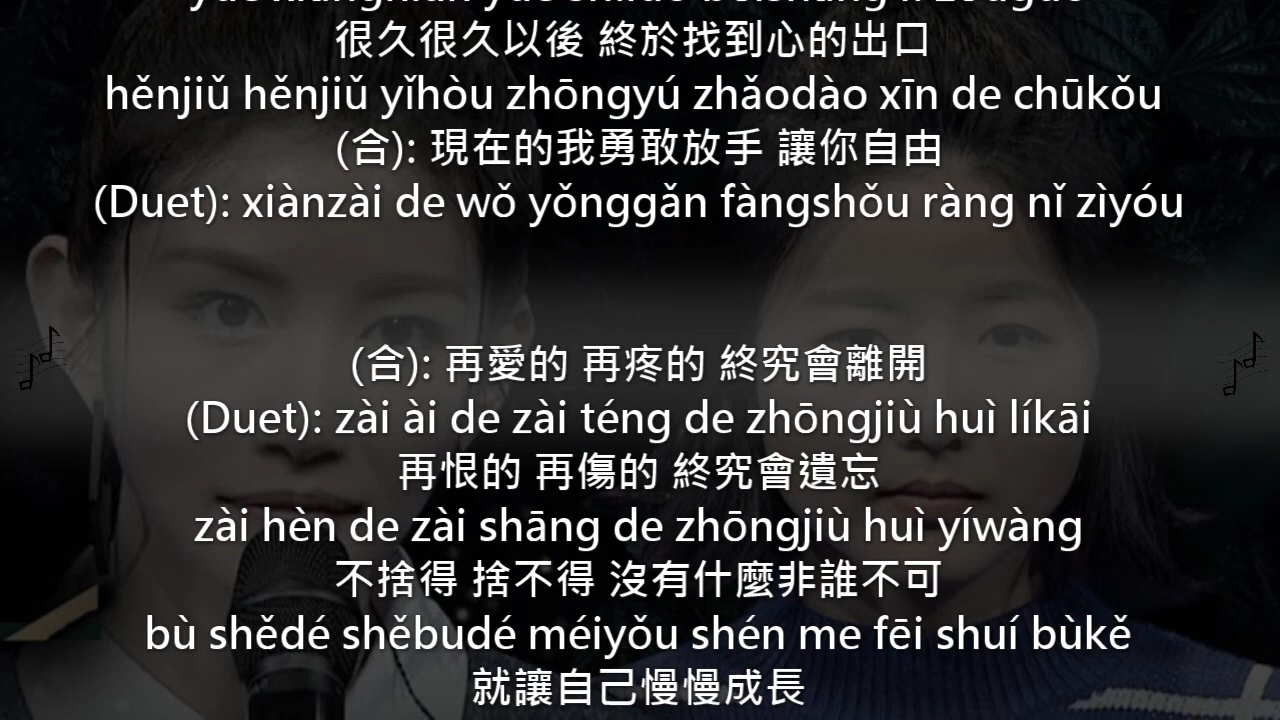 很久很久以後 終於找到心的出口
hěnjiǔ hěnjiǔ yǐhòu zhōngyú zhǎodào xīn de chūkǒu
(合): 現在的我勇敢放手 讓你自由
(Duet): xiànzài de wǒ yǒnggǎn fàngshǒu ràng nǐ zìyóu
(合): 再愛的 再疼的 終究會離開
(Duet): zài ài de zài téng de zhōngjiù huì líkāi
再恨的 再傷的 終究會遺忘
zài hèn de zài shāng de zhōngjiù huì yíwàng
不捨得 捨不得 沒有什麼非誰不可
bù shědé shěbudé méiyǒu shén me fēi shuí bùkě
就讓自己慢慢成長